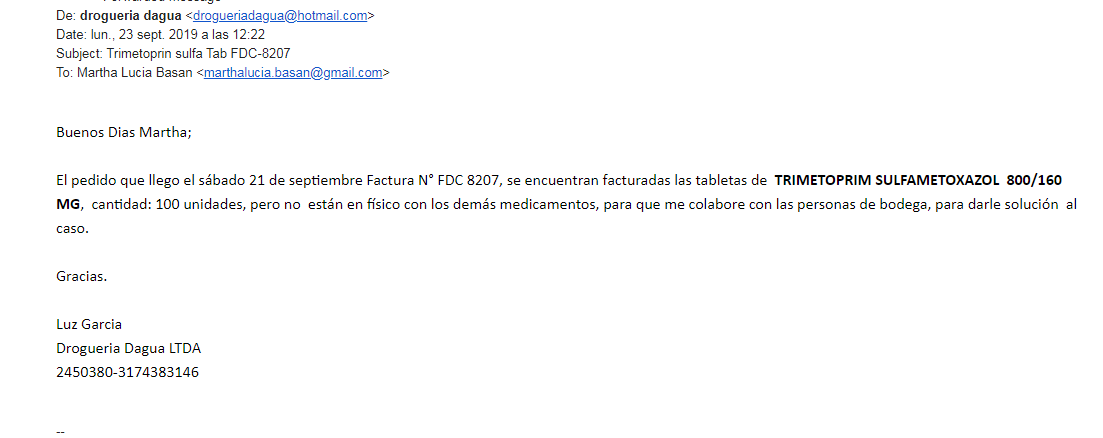 Forwarded message
De: drogueria dagua <drogueriadagua@hotmail.com>
Date: lun., 23 sept. 2019 a las 12:22
Subject: Trimetoprin sulfa Tab FDC-8207
To: Martha Lucia Basan <marthalucia.basan@gmail.com>
Buenos Dias Martha;
El pedido que llego el sábado 21 de septiembre Factura N° FDC 8207, se encuentran facturadas las tabletas de TRIMETOPRIM SULFAMETOXAZOL 800/160
MG, cantidad: 100 unidades, pero no están en físico con los demás medicamentos, para que me colabore con las personas de bodega, para darle solución al
caso.
Gracias.
Luz Garcia
Drogueria Dagua LTDA
2450380-3174383146
--